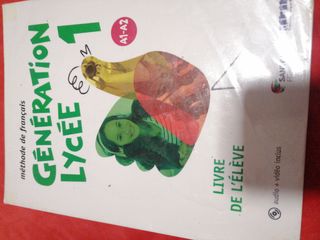 méthode de français
GÉNÉRATION
LYCÉE 1
A1-A2
LIVRE
DE L'ÉLÈVE
audio + vidéo inclus